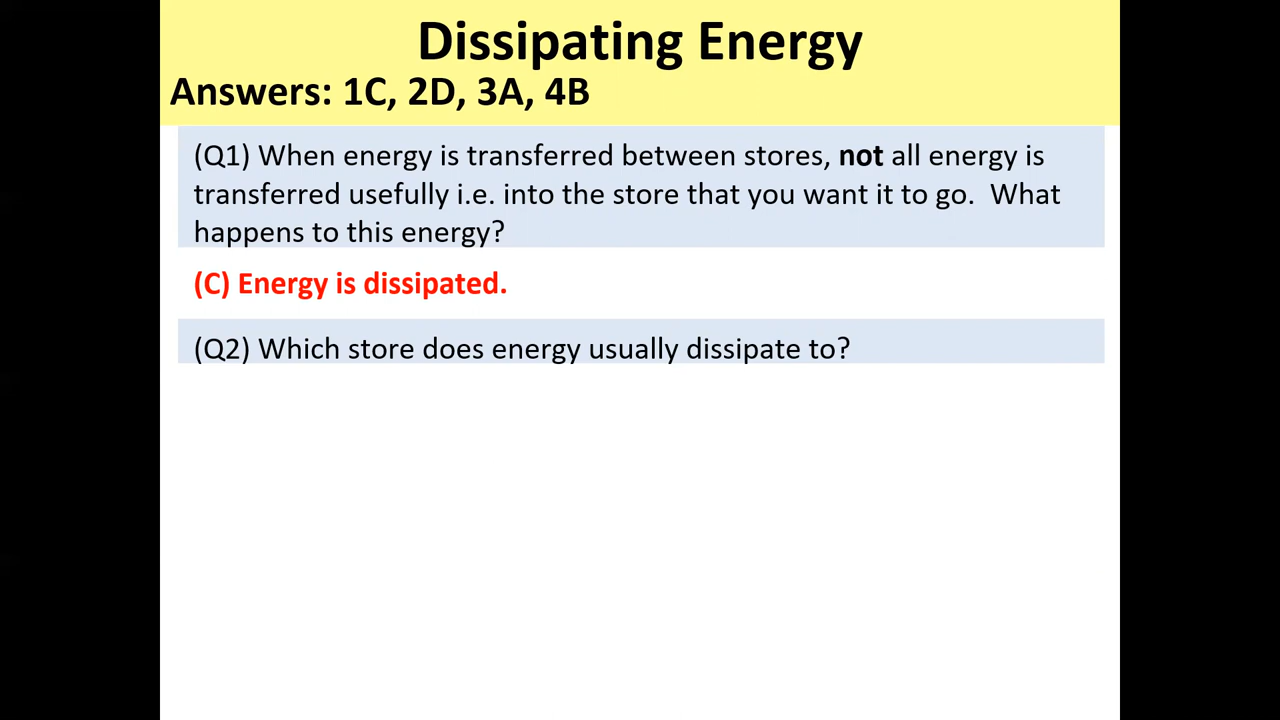 Dissipating Energy
Answers: 1C, 2D, 3A, 4B
(Q1) When energy is transferred between stores, not all energy is
transferred usefully i.e. into the store that you want it to go.  What
happens to this energy?
(C) Energy is dissipated.
(Q2) Which store does energy usually dissipate to?